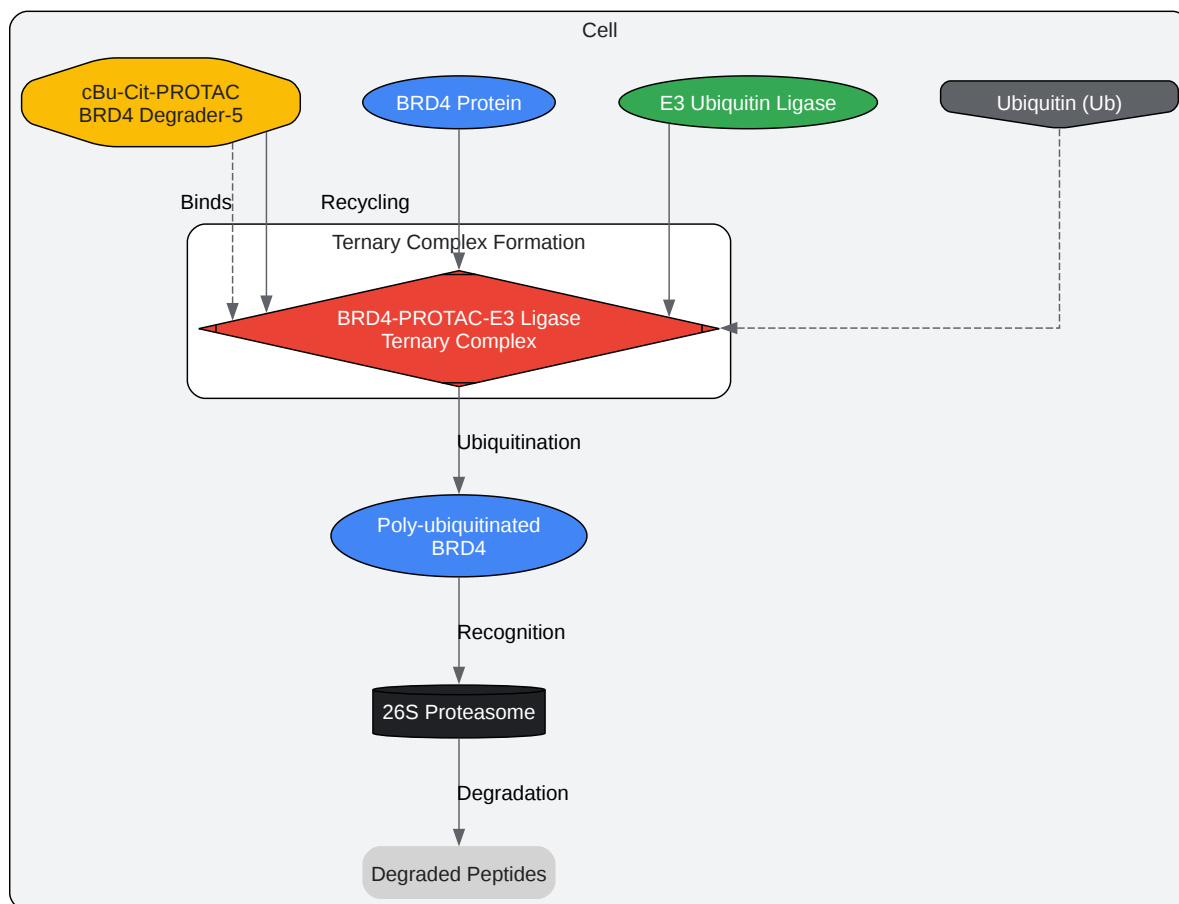 Cell
cBu-Cit-PROTAC
BRD4 Degrader-5
BRD4 Protein
E3 Ubiquitin Ligase
Ubiquitin (Ub)
Binds
Recycling
Ternary Complex Formation
BRD4-PROTAC-E3 Ligase
Ternary Complex
Ubiquitination
Poly-ubiquitinated
BRD4
Recognition
26S Proteasome
Degradation
Degraded Peptides